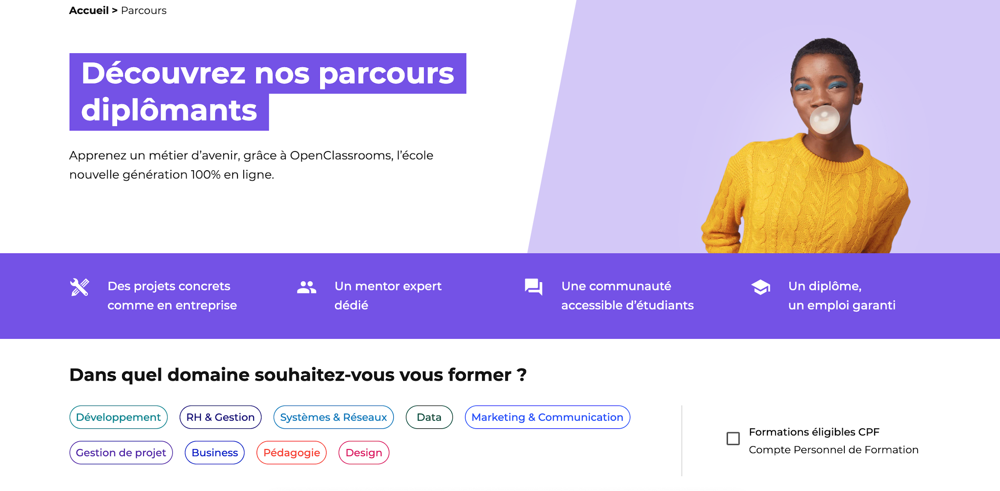 Accueil > Parcours
Découvrez nos parcours
diplômants
Apprenez un métier d’avenir, grâce à OpenClassrooms, l’école
nouvelle génération 100% en ligne.
Des projets concrets
comme en entreprise
Un mentor expert
dédié
Une communauté
accessible d’étudiants
Un diplôme,
un emploi garanti
Dans quel domaine souhaitez-vous vous former ?
Développement
RH & Gestion
Systèmes & Réseaux
Data
Marketing & Communication
Gestion de projet
Business
Pédagogie
Design
Formations éligibles CPF
Compte Personnel de Formation